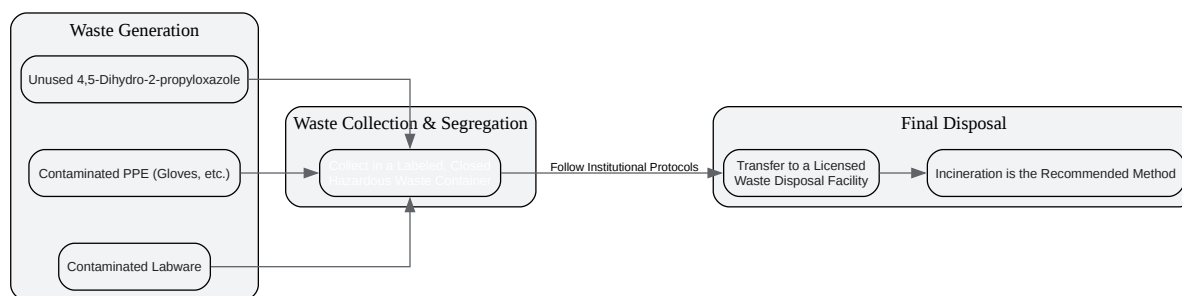 Waste Generation
Unused 4,5-Dihydro-2-propyloxazole
Contaminated PPE (Gloves, etc.)
Contaminated Labware
Waste Collection & Segregation
Collect in a Labeled, Closed
Hazardous Waste Container
Follow Institutional Protocols
Final Disposal
Transfer to a Licensed
Waste Disposal Facility
Incineration is the Recommended Method